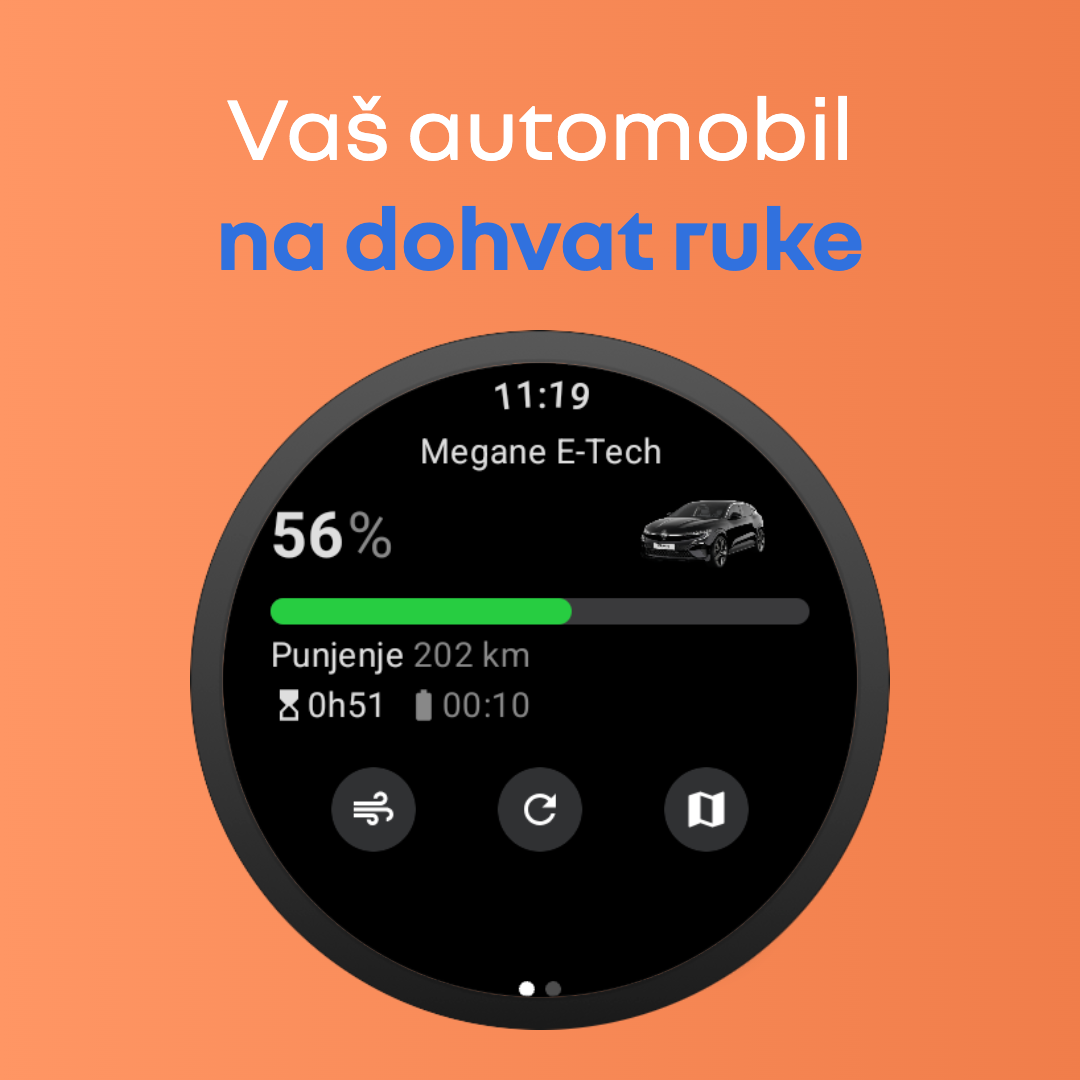 Vaš automobil
na dohvat ruke
11:19
Megane E-Tech
56%
Punjenje 202 km
0h51 00:10